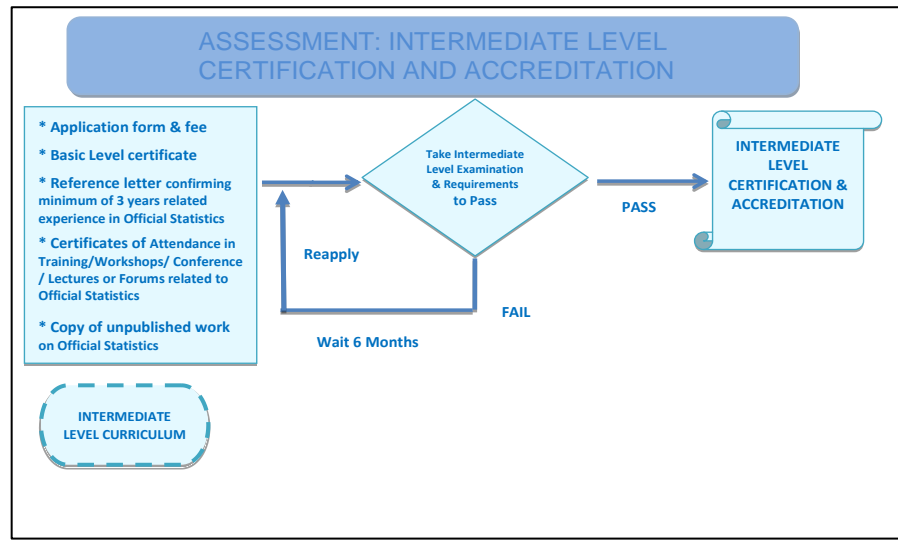 ASSESSMENT: INTERMEDIATE LEVEL
CERTIFICATION AND ACCREDITATION
* Application form & fee
* Basic Level certificate
* Reference letter confirming
minimum of 3 years related
experience in Official Statistics
* Certificates of Attendance in
Training/Workshops/ Conference
/ Lectures or Forums related to
Official Statistics
* Copy of unpublished work
on Official Statistics
Take Intermediate
Level Examination
& Requirements
to Pass
PASS
INTERMEDIATE
LEVEL
CERTIFICATION &
ACCREDITATION
Reapply
FAIL
Wait 6 Months
INTERMEDIATE
LEVEL CURRICULUM